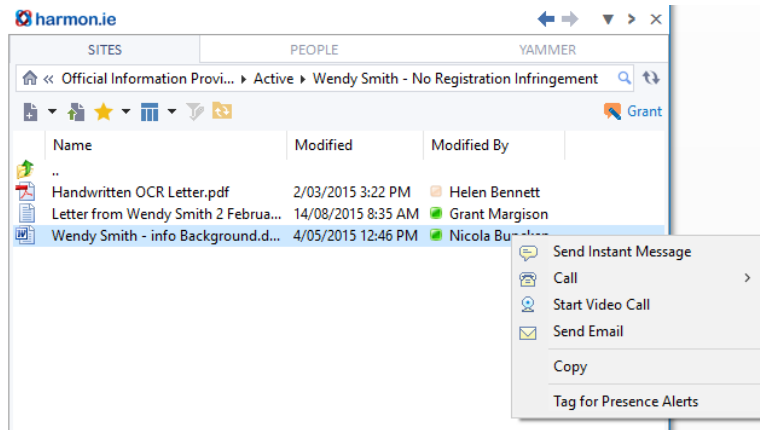 harmon.ie
SITES PEOPLE YAMMER
« Official Information Provi... Active Wendy Smith - No Registration Infringement
Grant
Name Modified Modified By
..
Handwritten OCR Letter.pdf 2/03/2015 3:22 PM Helen Bennett
Letter from Wendy Smith 2 Februa... 14/08/2015 8:35 AM Grant Margison
Wendy Smith - info Background.d... 4/05/2015 12:46 PM Nicola
Send Instant Message
Call
Start Video Call
Send Email
Copy
Tag for Presence Alerts